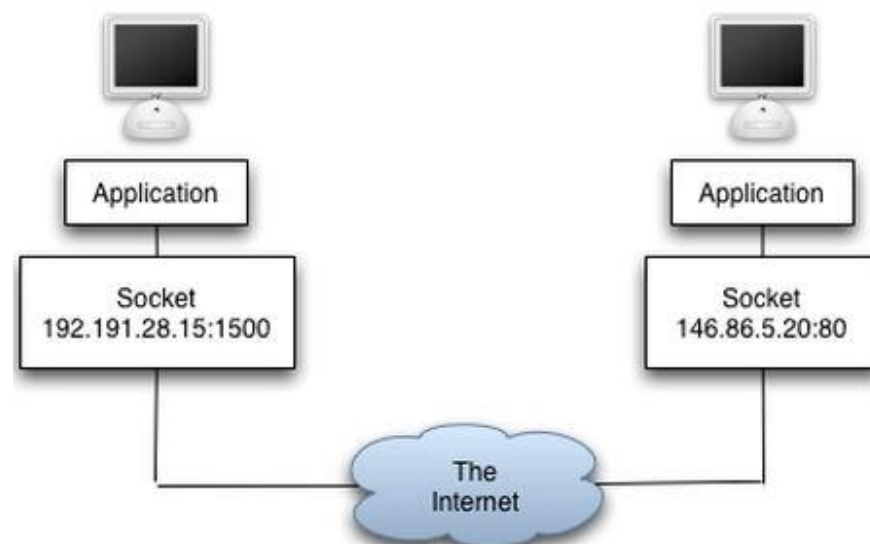 Application
Socket
192.191.28.15:1500
Application
Socket
146.86.5.20:80
The
Internet